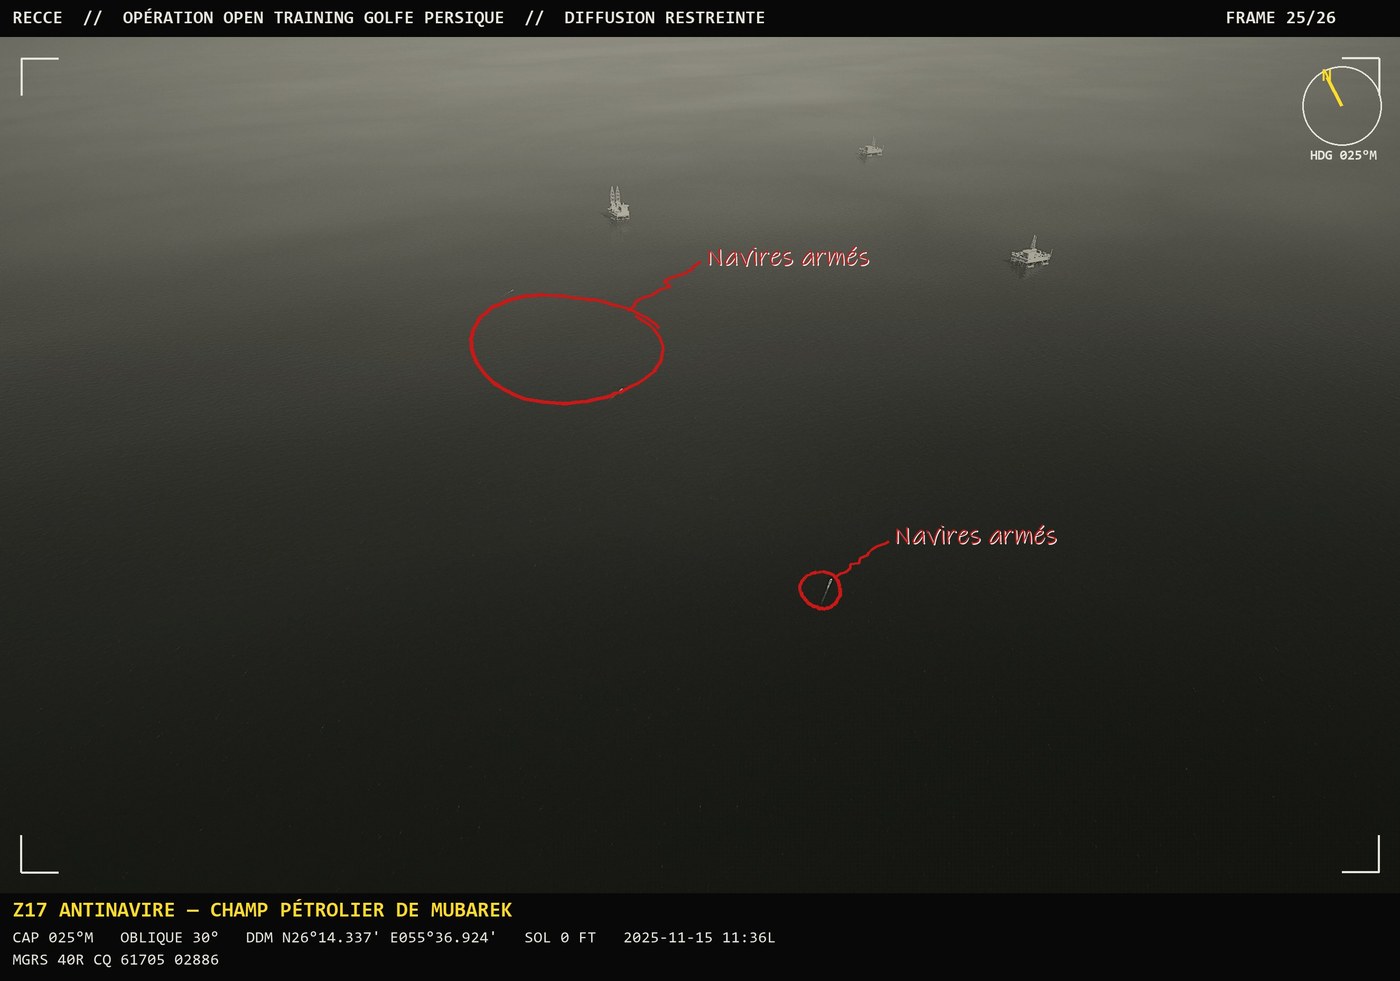 RECCE // OPÉRATION OPEN TRAINING GOLFE PERSIQUE // DIFFUSION RESTREINTE FRAME 25/26
N
HDG 025°M
Navires armés
Navires armés
Z17 ANTINAVIRE — CHAMP PÉTROLIER DE MUBAREK
CAP 025°M OBLIQUE 30° DDM N26°14.337' E055°36.924' SOL 0 FT 2025-11-15 11:36L
MGRS 40R CQ 61705 02886